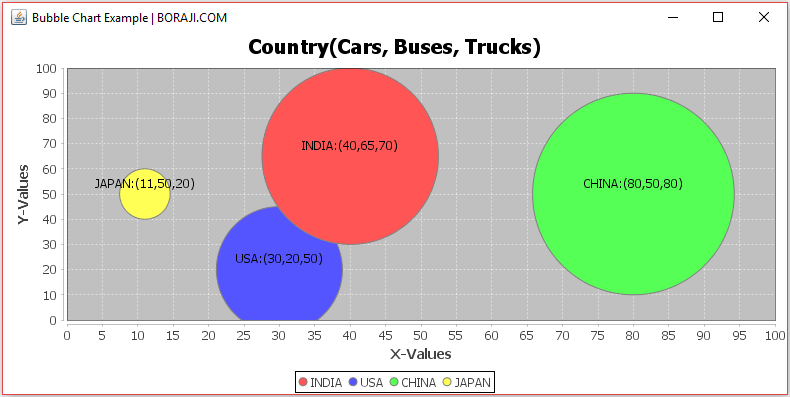 Bubble Chart Example | BORAJI.COM
Country(Cars, Buses, Trucks)
Y-Values
100
90
80
70
60
50
40
30
20
10
0
INDIA:(40,65,70)
JAPAN:(11,50,20)
CHINA:(80,50,80)
USA:(30,20,50)
0 5 10 15 20 25 30 35 40 45 50 55 60 65 70 75 80 85 90 95 100
X-Values
INDIA USA CHINA JAPAN